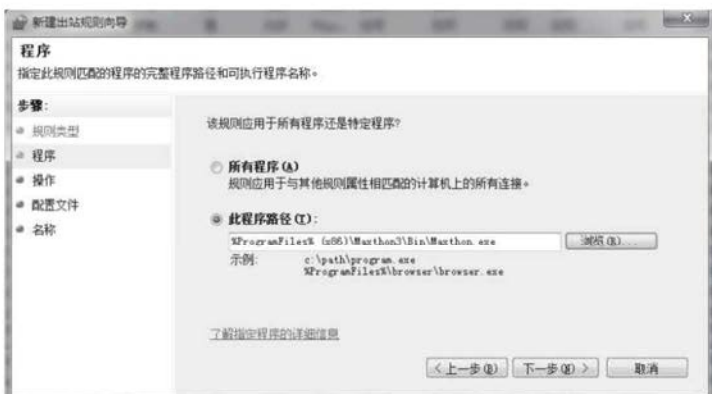 新建出站规则向导
程序
指定此规则匹配的程序的完整程序路径和可执行程序名称。
步骤:
规则类型
程序
操作
配置文件
名称
该规则应用于所有程序还是特定程序?
所有程序(A)
规则应用于与其他规则属性相匹配的计算机上的所有连接。
此程序路径(T):
%ProgramFiles% (x86)\Maxthon3\Bin\Maxthon.exe
浏览(R)...
示例:
c:\path\program.exe
%ProgramFiles%\browser\browser.exe
了解指定程序的详细信息
< 上一步(B)
下一步(N) >
取消